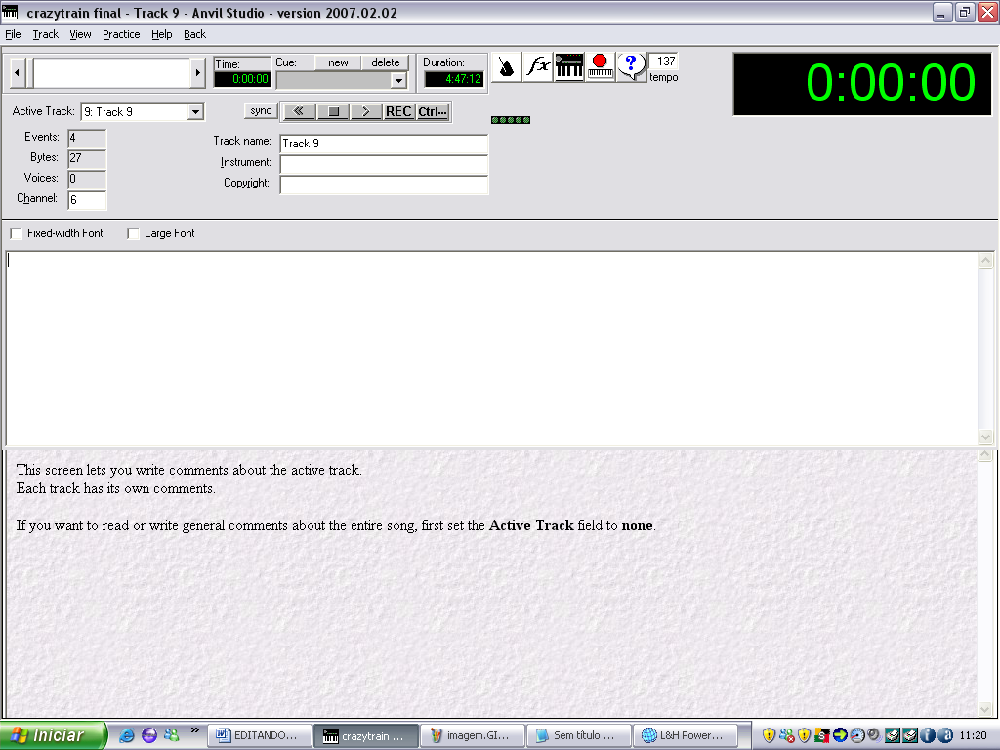 crazytrain final - Track 9 - Anvil Studio - version 2007.02.02
File Track View Practice Help Back
Time: Cue: new delete Duration: 137
0:00:00 4:47:12 tempo
0:00:00
Active Track: 9: Track 9 sync REC Ctrl...
Events: 4
Bytes: 27
Voices: 0
Channel: 6
Track name: Track 9
Instrument:
Copyright:
Fixed-width Font Large Font
This screen lets you write comments about the active track.
Each track has its own comments.
If you want to read or write general comments about the entire song, first set the Active Track field to none.
Iniciar EDITANDO... crazytrain ... imagem.GI... Sem título ... L&H Power... 11:20